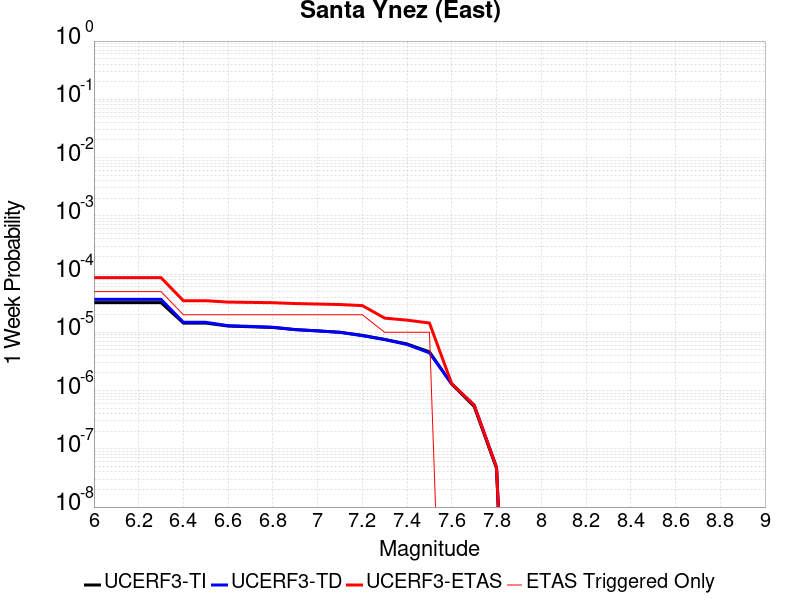 Santa Ynez (East)
10^0
10^-1
10^-2
10^-3
10^-4
10^-5
10^-6
10^-7
10^-8
1 Week Probability
6 6.2 6.4 6.6 6.8 7 7.2 7.4 7.6 7.8 8 8.2 8.4 8.6 8.8 9
Magnitude
UCERF3-TI UCERF3-TD UCERF3-ETAS ETAS Triggered Only